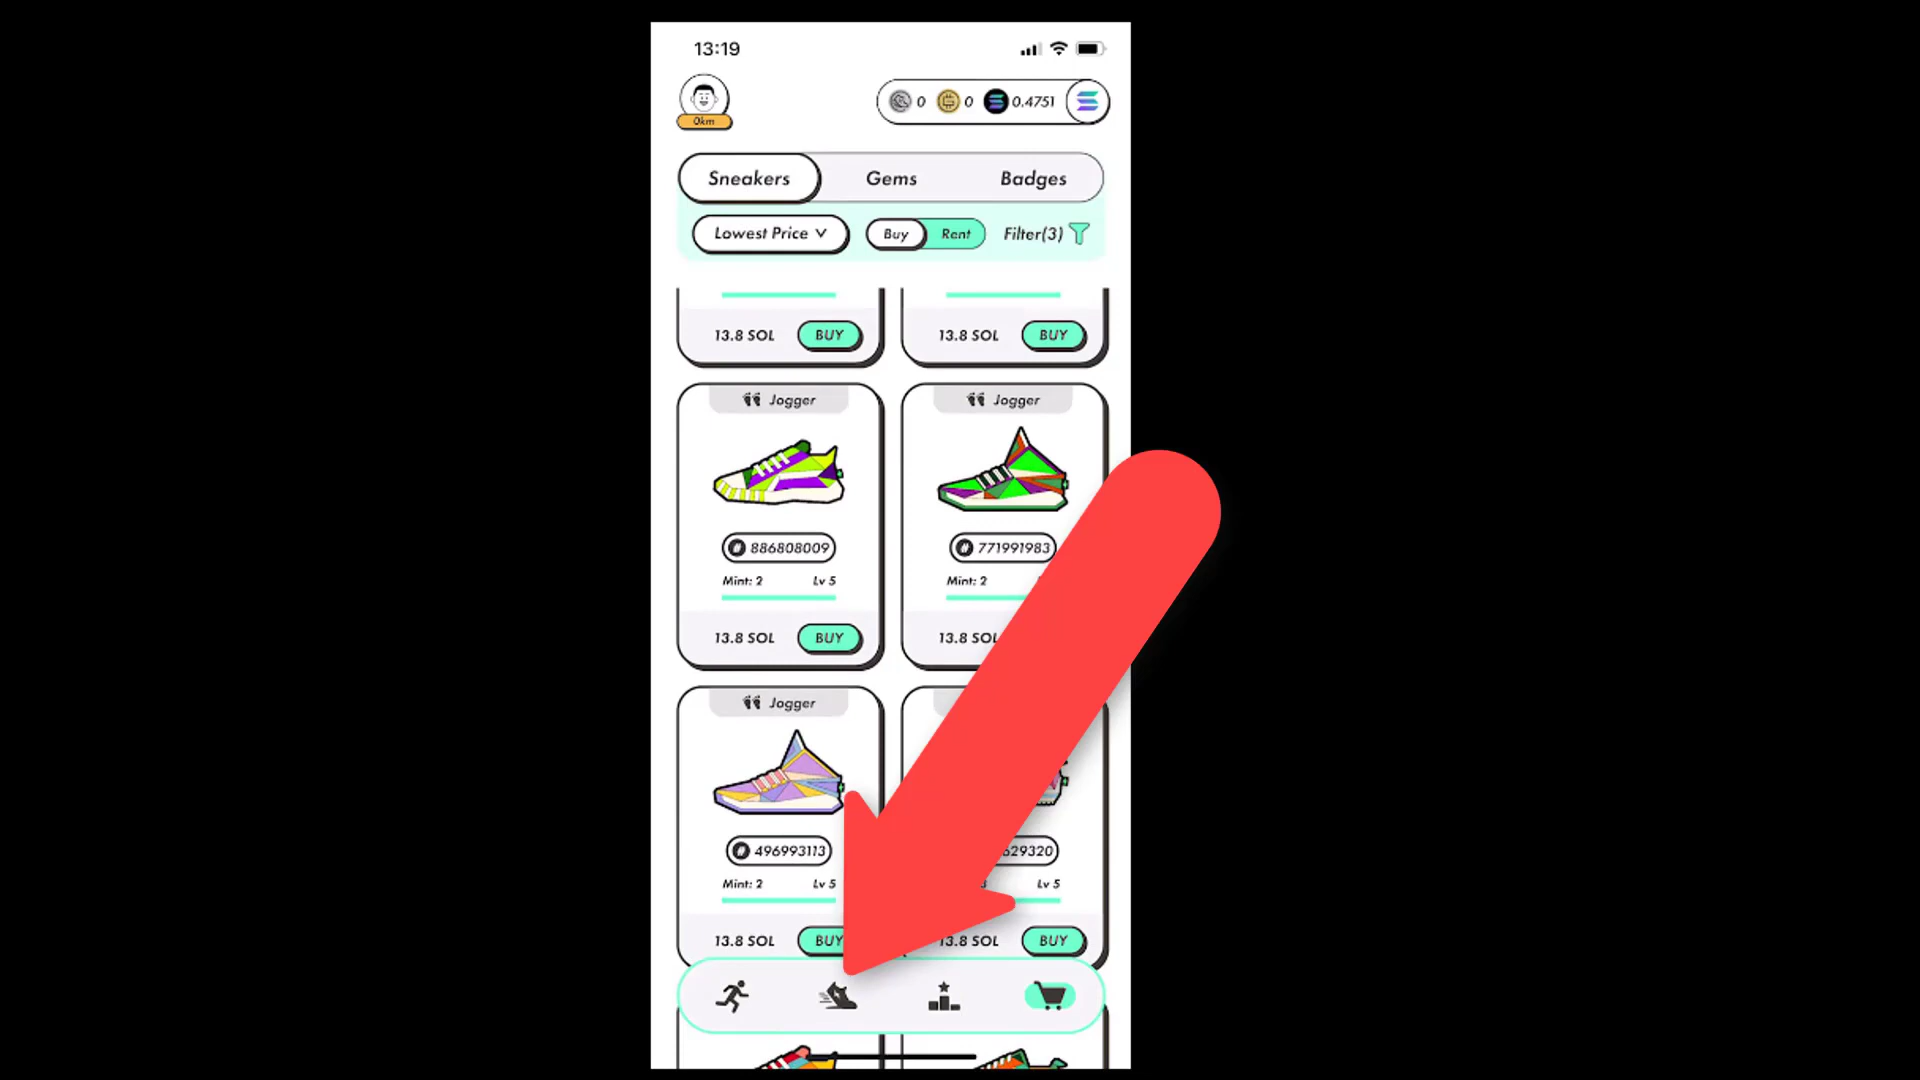 13:19
0km
0 0 0.4751
Sneakers Gems Badges
Lowest Price Buy Rent Filter(3)
13.8 SOL BUY 13.8 SOL BUY
Jogger Jogger
886808009 771991983
Mint: 2 Lv 5 Mint: 2
13.8 SOL BUY 13.8 SOL
Jogger
496993113 629320
Mint: 2 Lv 5 Lv 5
13.8 SOL BUY 13.8 SOL BUY